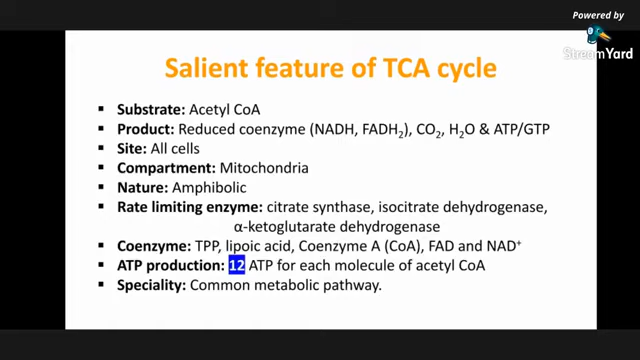 Powered by
StreamYard
Salient feature of TCA cycle
▪ Substrate: Acetyl CoA
▪ Product: Reduced coenzyme (NADH, FADH₂), CO₂, H₂O & ATP/GTP
▪ Site: All cells
▪ Compartment: Mitochondria
▪ Nature: Amphibolic
▪ Rate limiting enzyme: citrate synthase, isocitrate dehydrogenase,
α-ketoglutarate dehydrogenase
▪ Coenzyme: TPP, lipoic acid, Coenzyme A (CoA), FAD and NAD⁺
▪ ATP production: 12 ATP for each molecule of acetyl CoA
▪ Speciality: Common metabolic pathway.